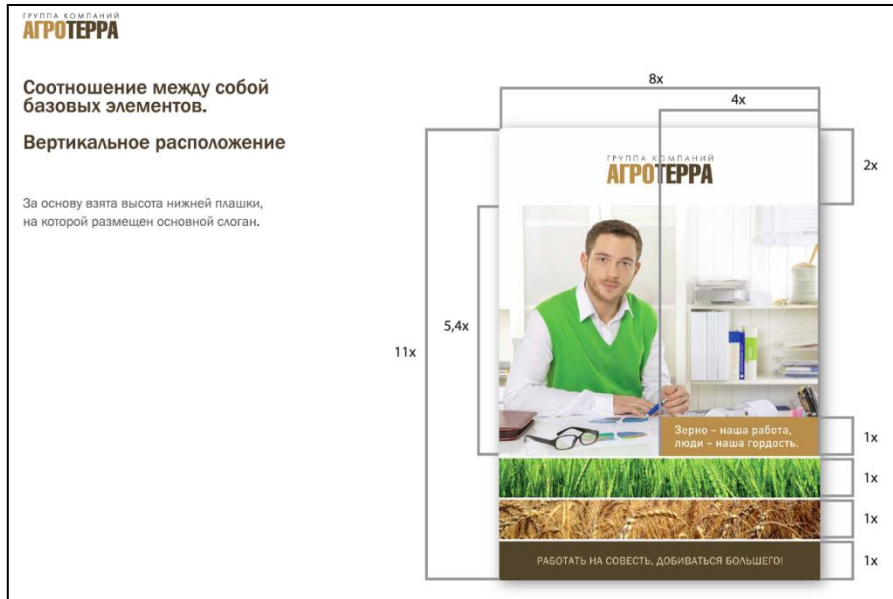 ГРУППА КОМПАНИЙ
АГРОТЕРРА
Соотношение между собой
базовых элементов.
Вертикальное расположение
За основу взята высота нижней плашки,
на которой размещен основной слоган.
8x
4x
2x
ГРУППА КОМПАНИЙ
АГРОТЕРРА
5,4x
11x
Зерно – наша работа,
люди – наша гордость.
1x
1x
1x
РАБОТАТЬ НА СОВЕСТЬ, ДОБИВАТЬСЯ БОЛЬШЕГО!
1x